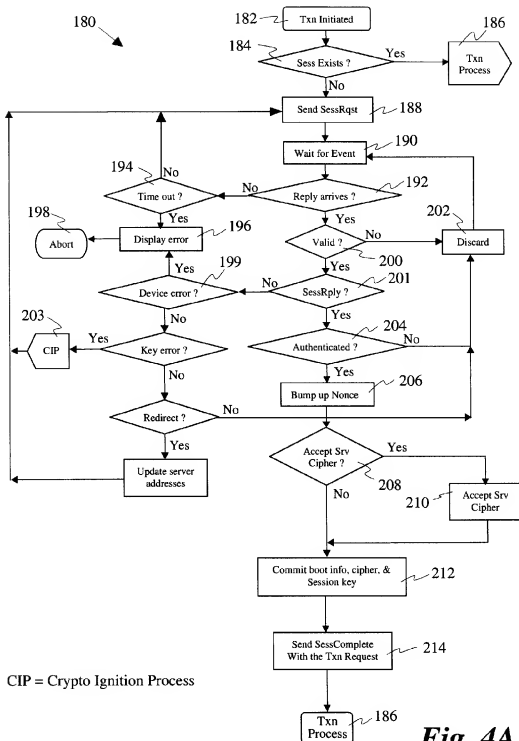 180
182
Txn Initiated
184
Sess Exists ?
Yes
186
Txn
Process
No
Send SessRqst
188
190
Wait for Event
194
No
Time out ?
No
Reply arrives ?
192
198
Abort
Yes
Display error
196
Yes
Valid ?
200
No
202
Discard
Yes
199
Device error ?
No
Yes
SessRply ?
201
203
CIP
Yes
No
Key error ?
Yes
204
Authenticated ?
No
No
Yes
206
Bump up Nonce
Redirect ?
No
Yes
Update server
addresses
Accept Srv
Cipher ?
208
Yes
No
210
Accept Srv
Cipher
Commit boot info, cipher, &
Session key
212
Send SessComplete
With the Txn Request
214
CIP = Crypto Ignition Process
Txn
Process
186
Fig. 4A